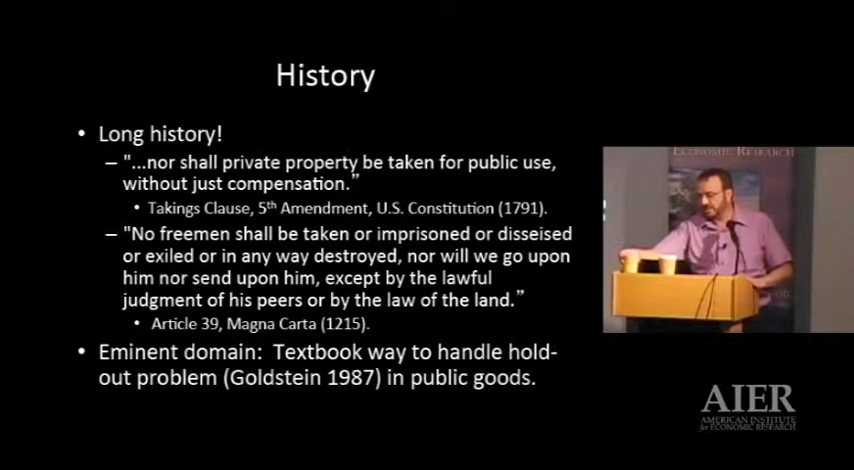 History
• Long history!
– "...nor shall private property be taken for public use,
without just compensation.”
• Takings Clause, 5th Amendment, U.S. Constitution (1791).
– "No freemen shall be taken or imprisoned or disseised
or exiled or in any way destroyed, nor will we go upon
him nor send upon him, except by the lawful
judgment of his peers or by the law of the land.”
• Article 39, Magna Carta (1215).
• Eminent domain: Textbook way to handle hold-
out problem (Goldstein 1987) in public goods.
Economic Research
AIER
AMERICAN INSTITUTE
for ECONOMIC RESEARCH